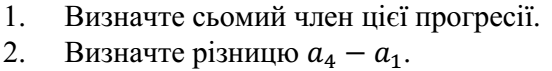 1. Визначте сьомий член цієї прогресії.
2. Визначте різницю a₄ − a₁.